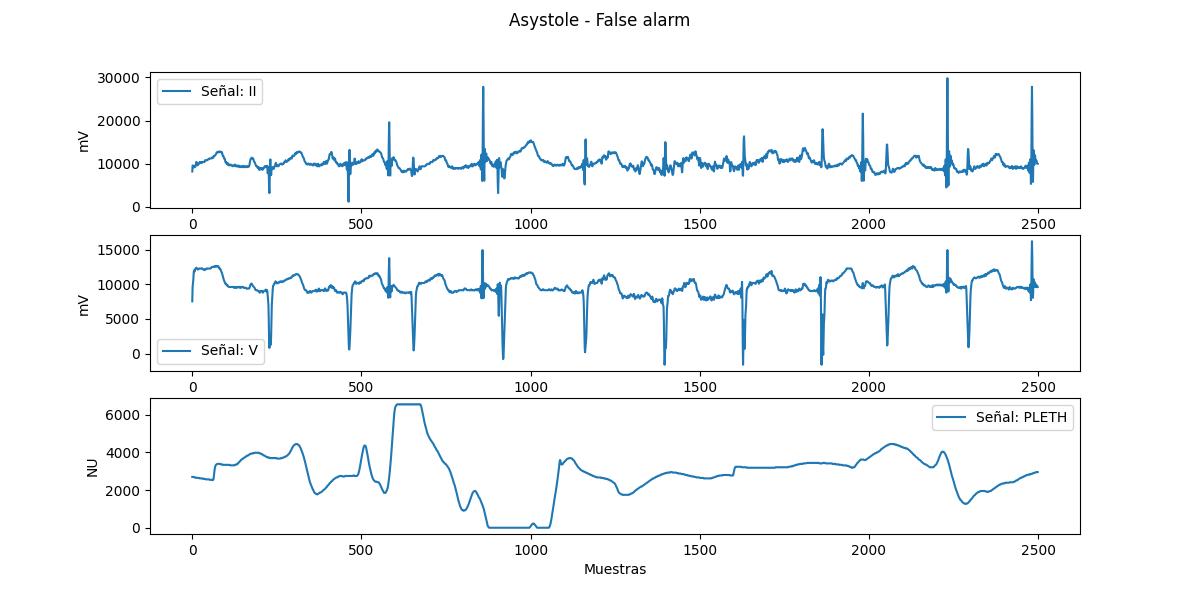 Asystole - False alarm
30000
20000
10000
0
mV
Señal: II
0 500 1000 1500 2000 2500
15000
10000
5000
0
mV
Señal: V
0 500 1000 1500 2000 2500
6000
4000
2000
0
NU
Señal: PLETH
0 500 1000 1500 2000 2500
Muestras